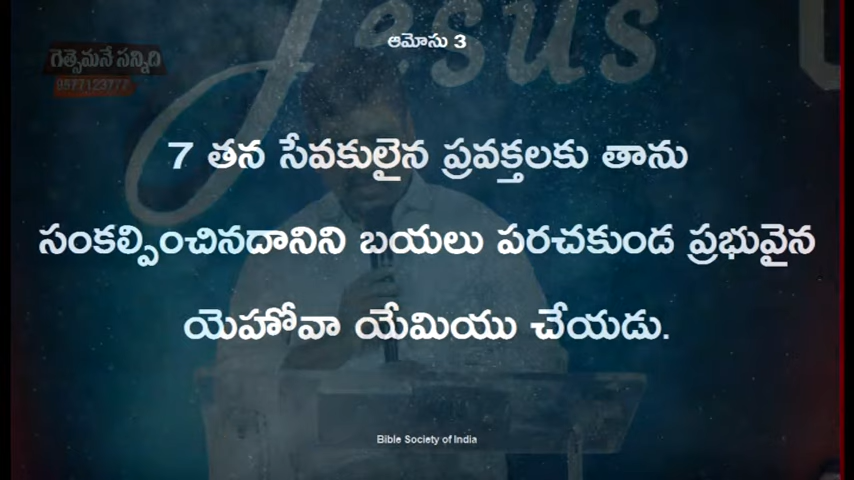 ఆమోసు 3
గెత్సెమనే సన్నిది
9577123777
Jesus
7 తన సేవకులైన ప్రవక్తలకు తాను
సంకల్పించినదానిని బయలు పరచకుండ ప్రభువైన
యెహోవా యేమియు చేయడు.
Bible Society of India